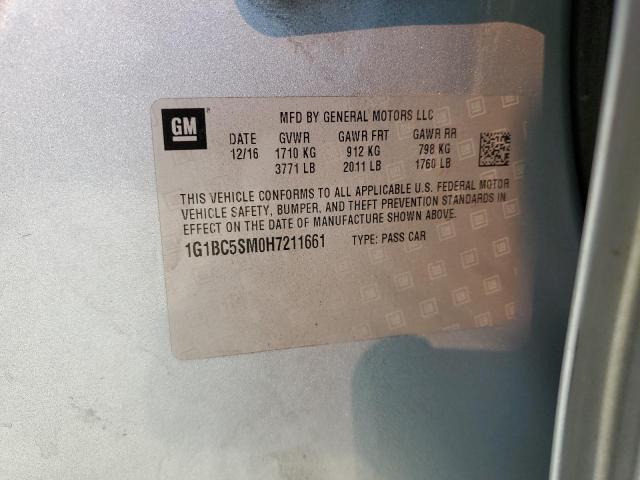 GM
MFD BY GENERAL MOTORS LLC
DATE GVWR GAWR FRT GAWR RR
12/16 1710 KG 912 KG 798 KG
3771 LB 2011 LB 1760 LB
THIS VEHICLE CONFORMS TO ALL APPLICABLE U.S. FEDERAL MOTOR
VEHICLE SAFETY, BUMPER, AND THEFT PREVENTION STANDARDS IN
EFFECT ON THE DATE OF MANUFACTURE SHOWN ABOVE.
1G1BC5SM0H7211661 TYPE: PASS CAR